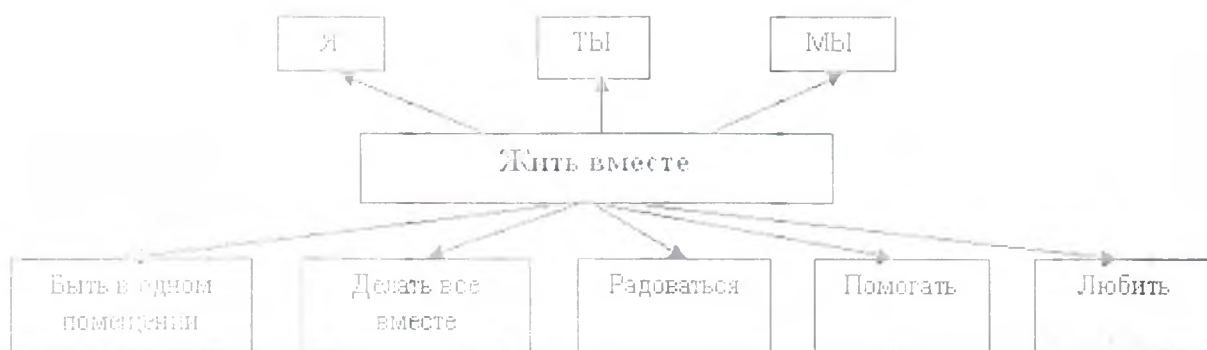 Я
ТЫ
МЫ
Жить вместе
Быть в одном
помещении
Делать все
вместе
Радоваться
Помогать
Любить